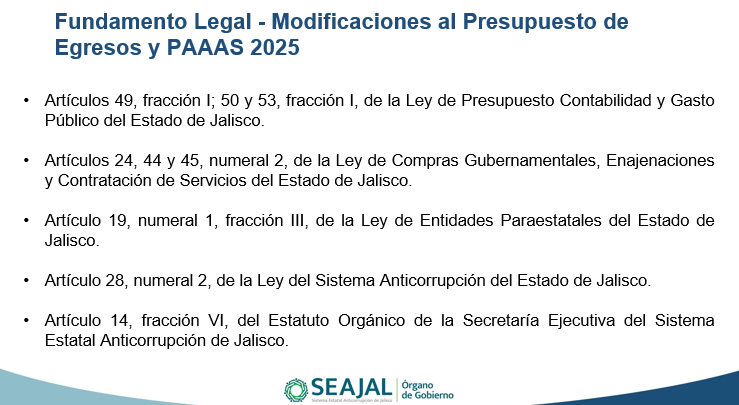 Fundamento Legal - Modificaciones al Presupuesto de
Egresos y PAAAS 2025
• Artículos 49, fracción I; 50 y 53, fracción I, de la Ley de Presupuesto Contabilidad y Gasto
Público del Estado de Jalisco.
• Artículos 24, 44 y 45, numeral 2, de la Ley de Compras Gubernamentales, Enajenaciones
y Contratación de Servicios del Estado de Jalisco.
• Artículo 19, numeral 1, fracción III, de la Ley de Entidades Paraestatales del Estado de
Jalisco.
• Artículo 28, numeral 2, de la Ley del Sistema Anticorrupción del Estado de Jalisco.
• Artículo 14, fracción VI, del Estatuto Orgánico de la Secretaría Ejecutiva del Sistema
Estatal Anticorrupción de Jalisco.
SEAJAL
Sistema Estatal Anticorrupción de Jalisco
Órgano
de Gobierno